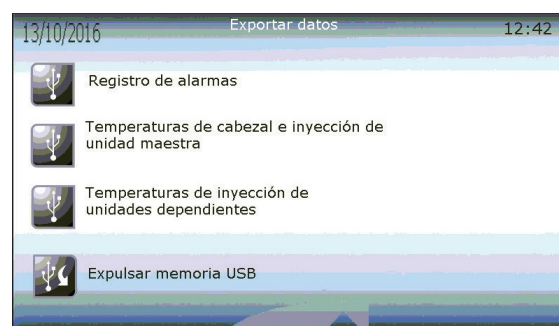 13/10/2016 Exportar datos 12:42
Registro de alarmas
Temperaturas de cabezal e inyección de
unidad maestra
Temperaturas de inyección de
unidades dependientes
Expulsar memoria USB